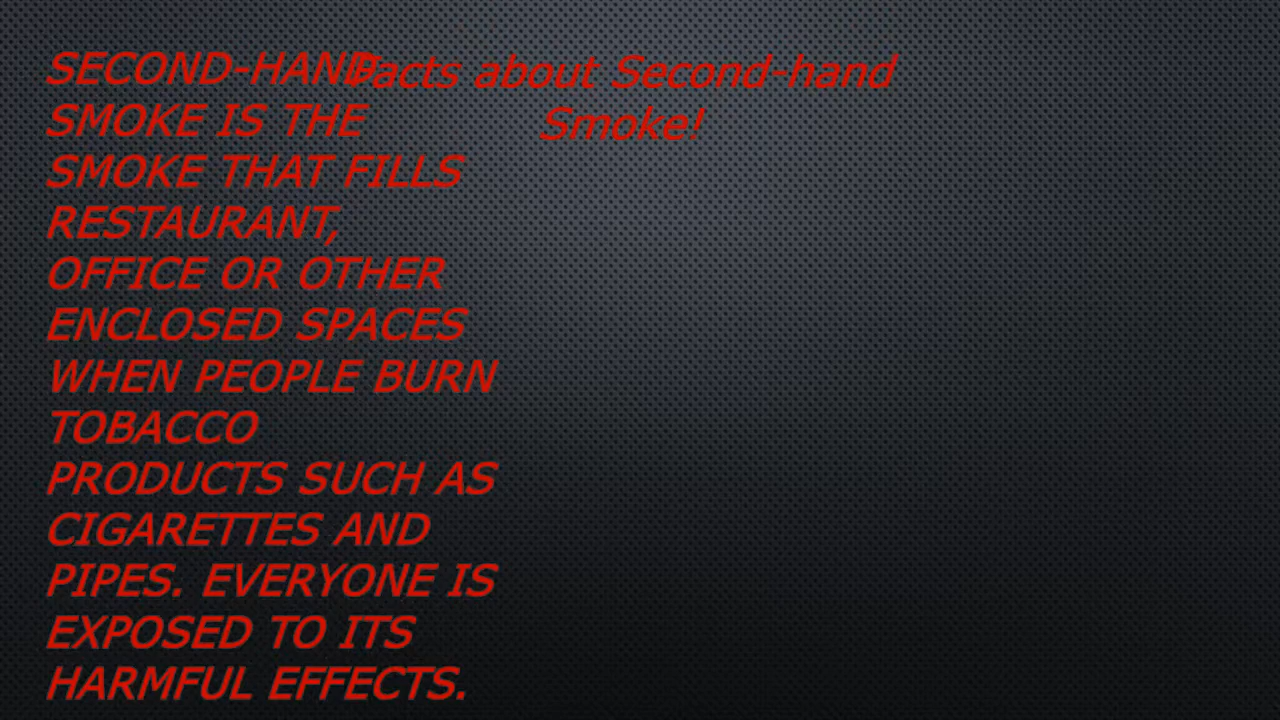 Facts about Second-hand
Smoke!
SECOND-HAND
SMOKE IS THE
SMOKE THAT FILLS
RESTAURANT,
OFFICE OR OTHER
ENCLOSED SPACES
WHEN PEOPLE BURN
TOBACCO
PRODUCTS SUCH AS
CIGARETTES AND
PIPES. EVERYONE IS
EXPOSED TO ITS
HARMFUL EFFECTS.